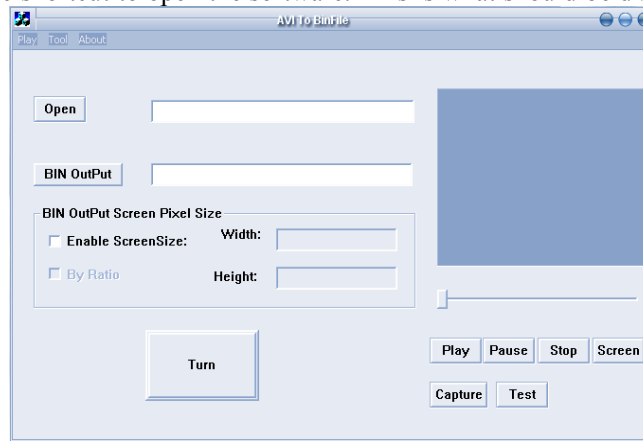 AVI To BinFile
Play Tool About
Open
BIN OutPut
BIN OutPut Screen Pixel Size
Enable ScreenSize: Width:
By Ratio Height:
Turn
Play Pause Stop Screen
Capture Test